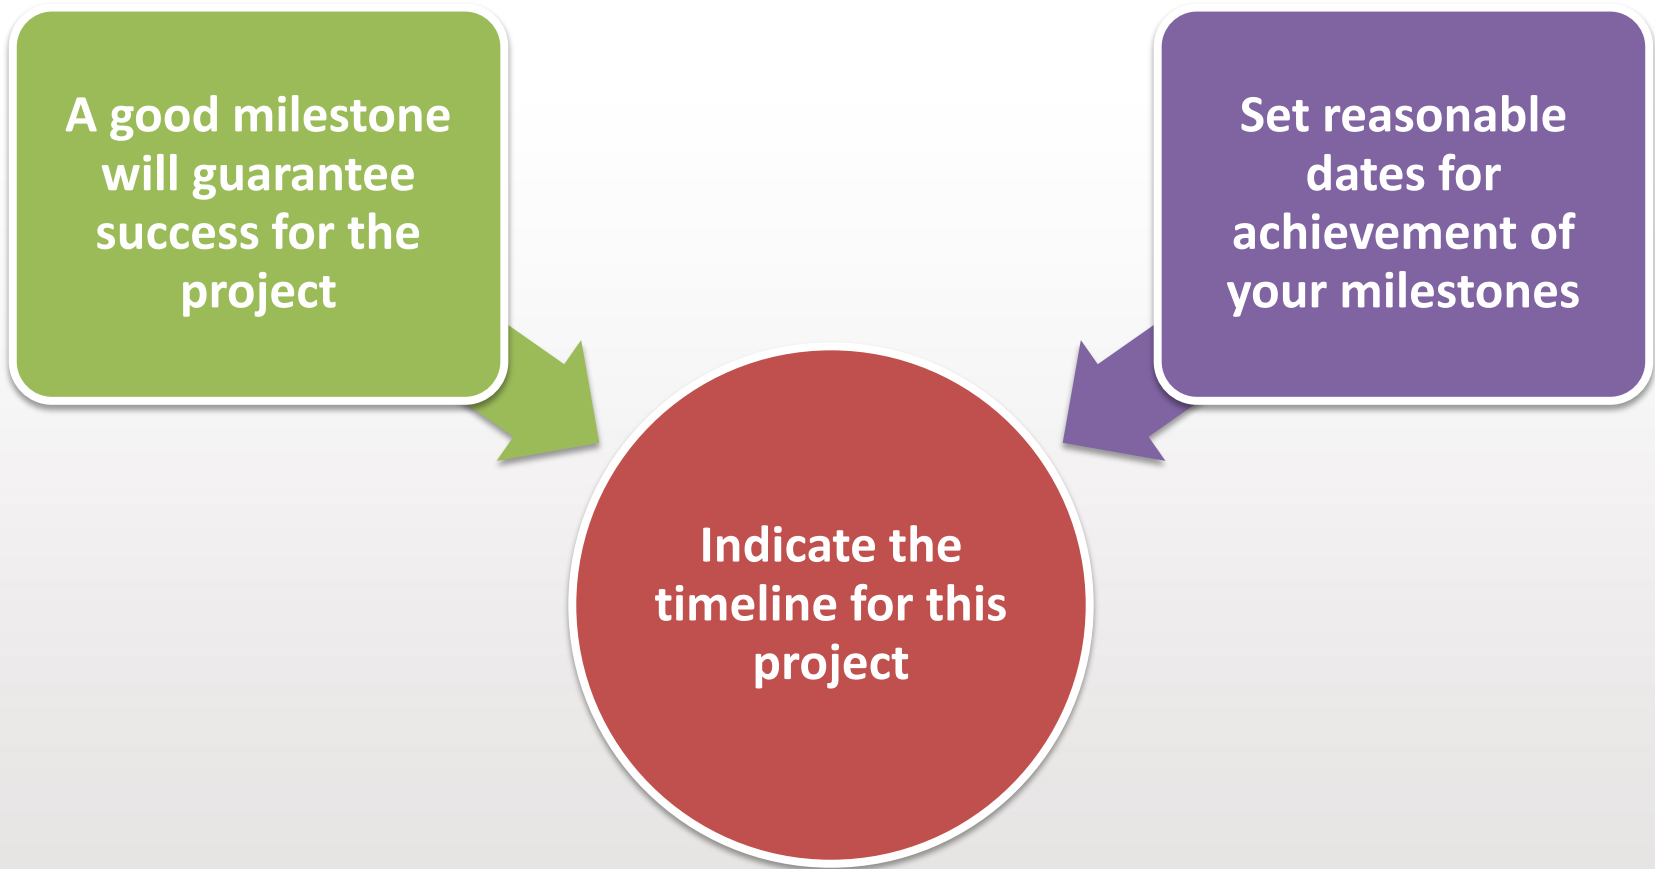 A good milestone
will guarantee
success for the
project
Set reasonable
dates for
achievement of
your milestones
Indicate the
timeline for this
project